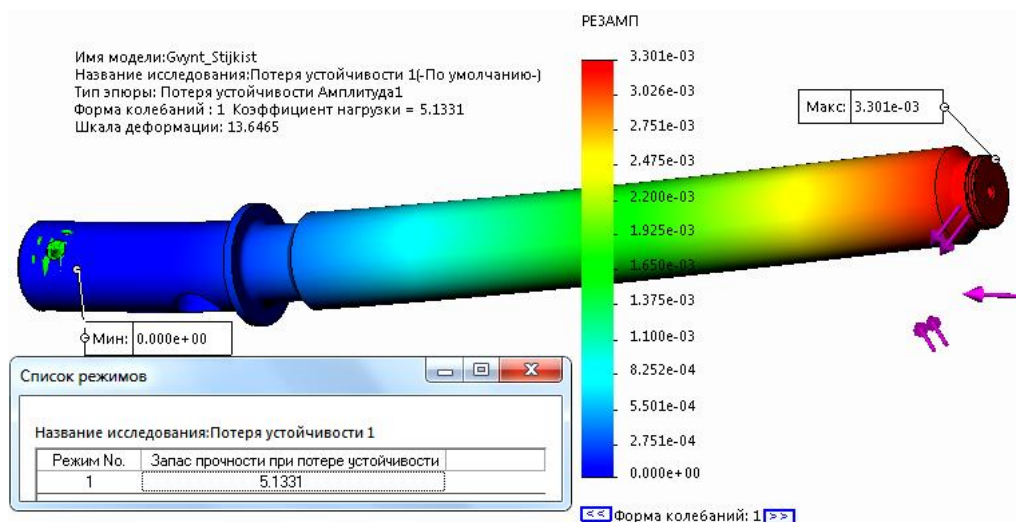 РЕЗАМП
Имя модели:Gvynt_Stijkist
Название исследования:Потеря устойчивости 1(-По умолчанию-)
Тип эпюры: Потеря устойчивости Амплитуда1
Форма колебаний : 1 Коэффициент нагрузки = 5.1331
Шкала деформации: 13.6465
3.301e-03
3.026e-03
2.751e-03
2.475e-03
2.200e-03
1.925e-03
1.650e-03
1.375e-03
1.100e-03
8.252e-04
5.501e-04
2.751e-04
0.000e+00
Макс: 3.301e-03
Мин: 0.000e+00
Список режимов
Название исследования:Потеря устойчивости 1
Режим No. Запас прочности при потере устойчивости
1 5.1331
<< Форма колебаний: 1 >>